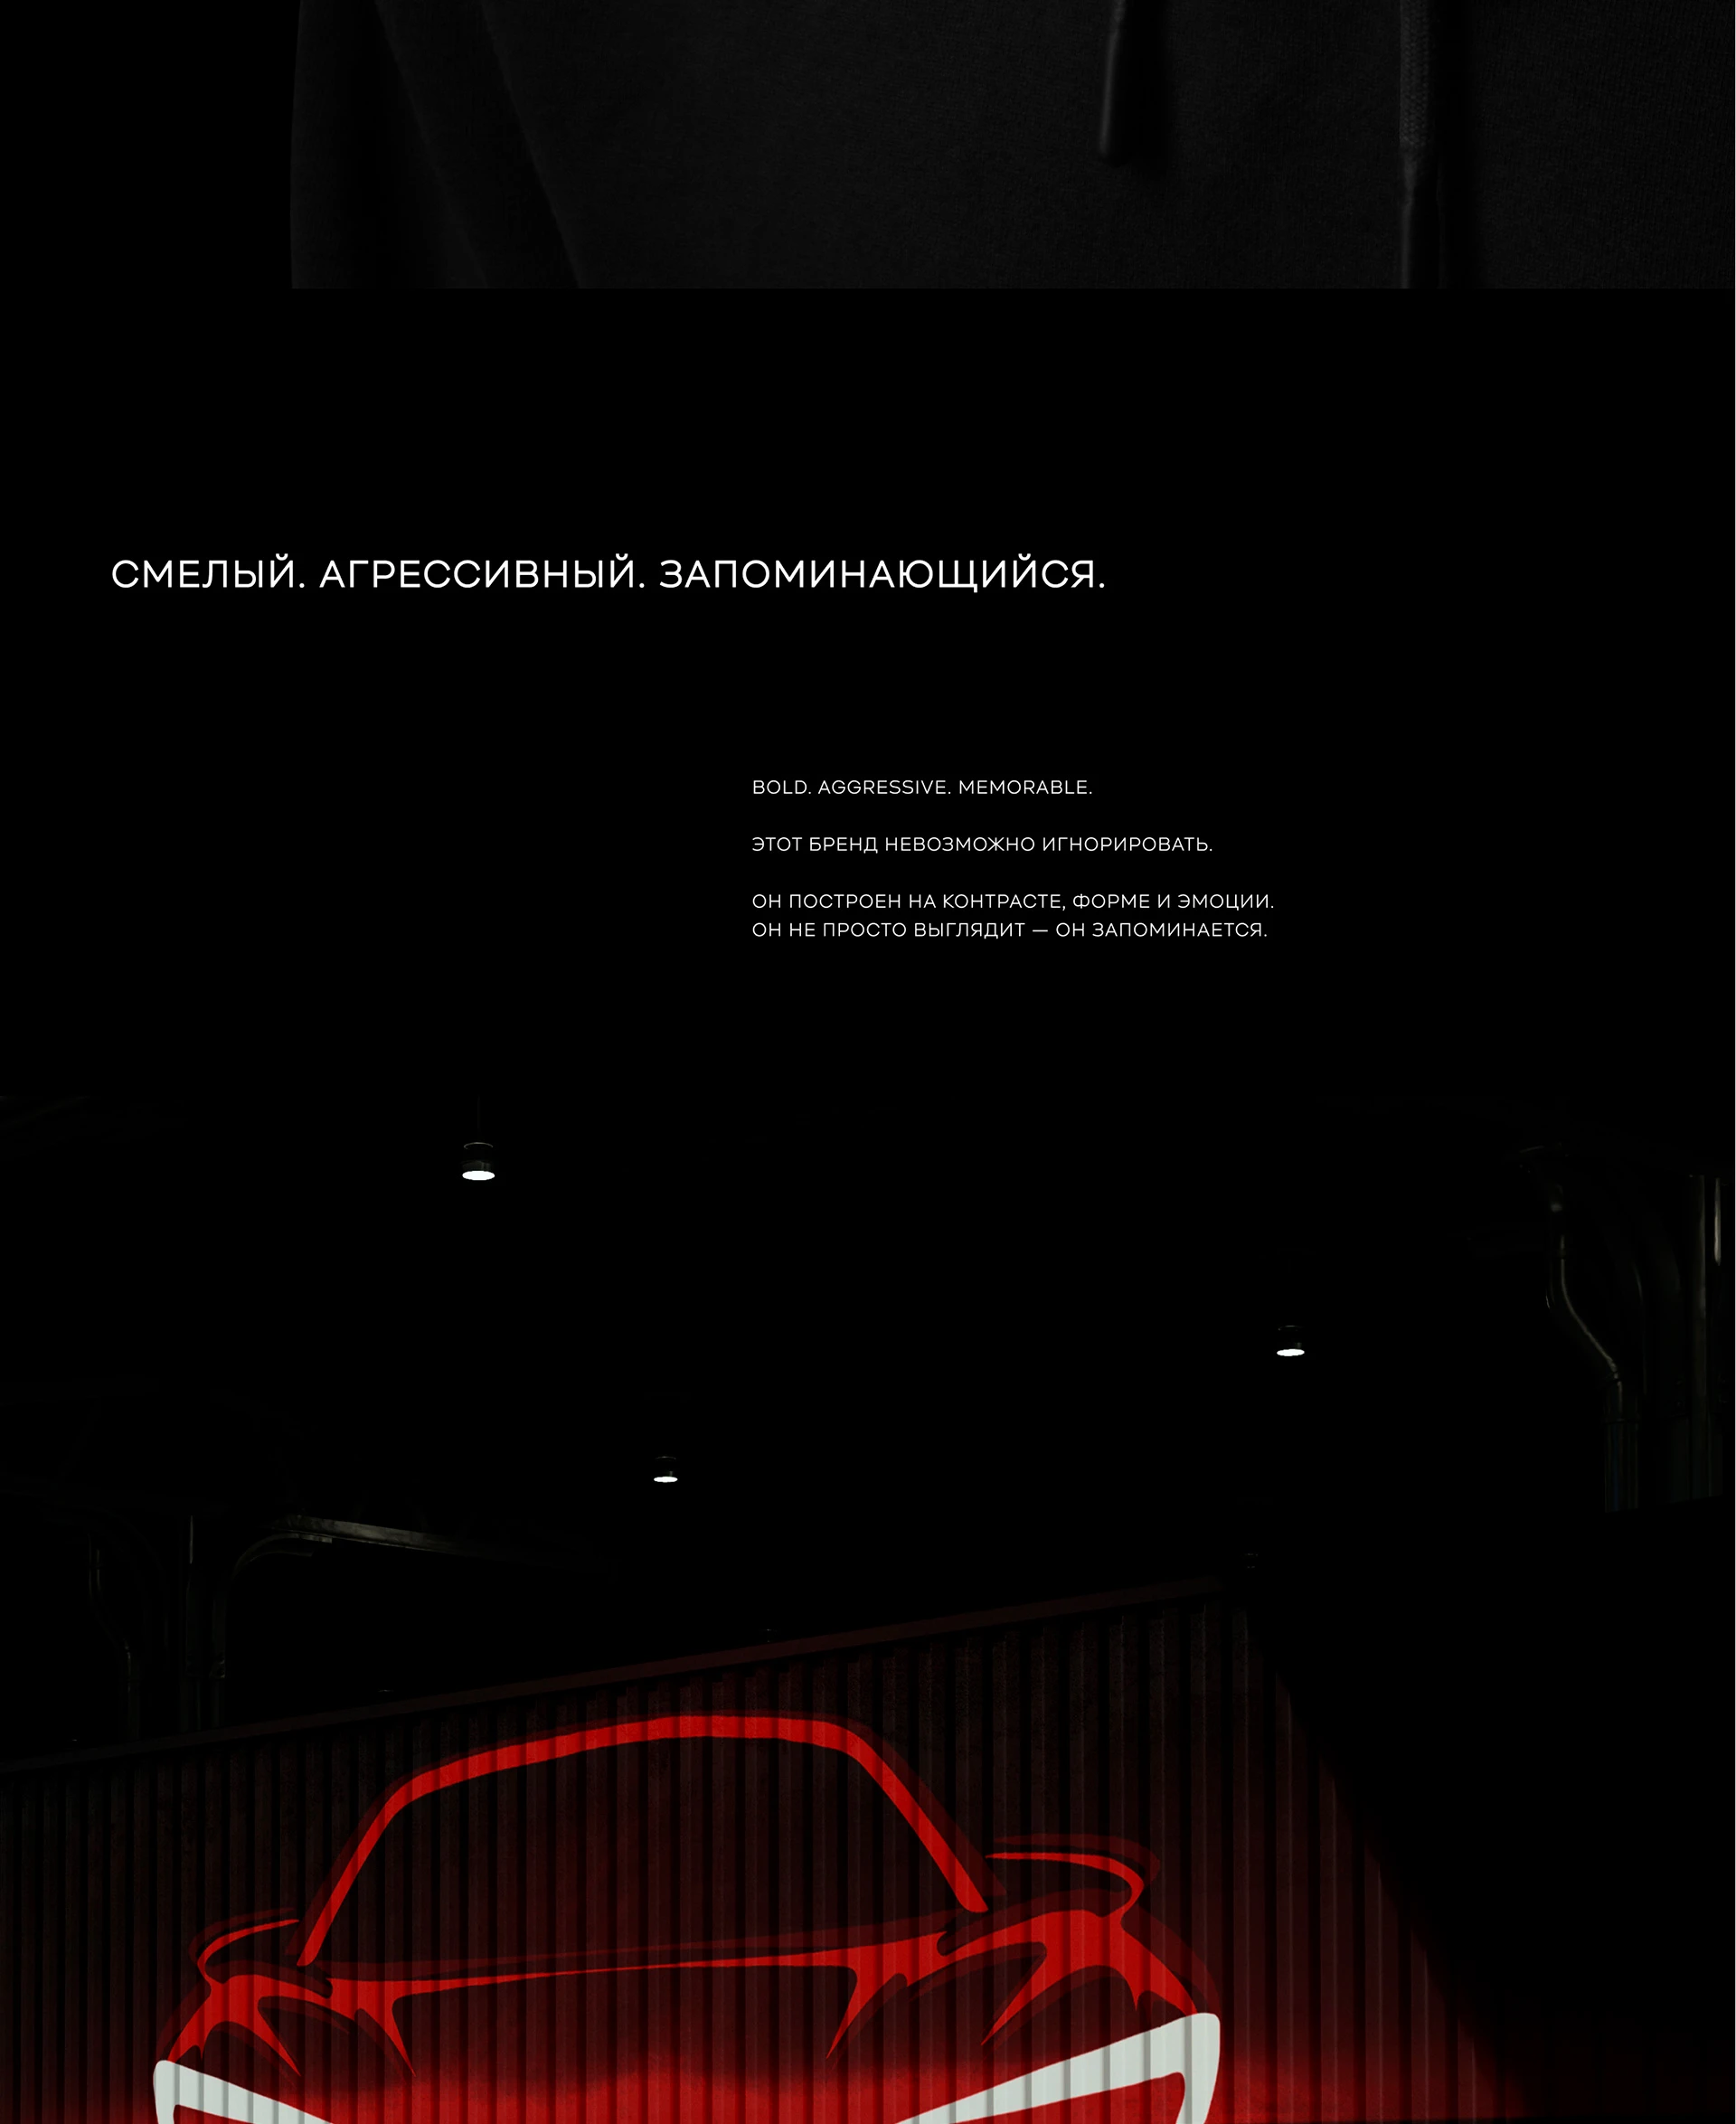 СМЕЛЫЙ. АГРЕССИВНЫЙ. ЗАПОМИНАЮЩИЙСЯ.
BOLD. AGGRESSIVE. MEMORABLE.
ЭТОТ БРЕНД НЕВОЗМОЖНО ИГНОРИРОВАТЬ.
ОН ПОСТРОЕН НА КОНТРАСТЕ, ФОРМЕ И ЭМОЦИИ.
ОН НЕ ПРОСТО ВЫГЛЯДИТ — ОН ЗАПОМИНАЕТСЯ.